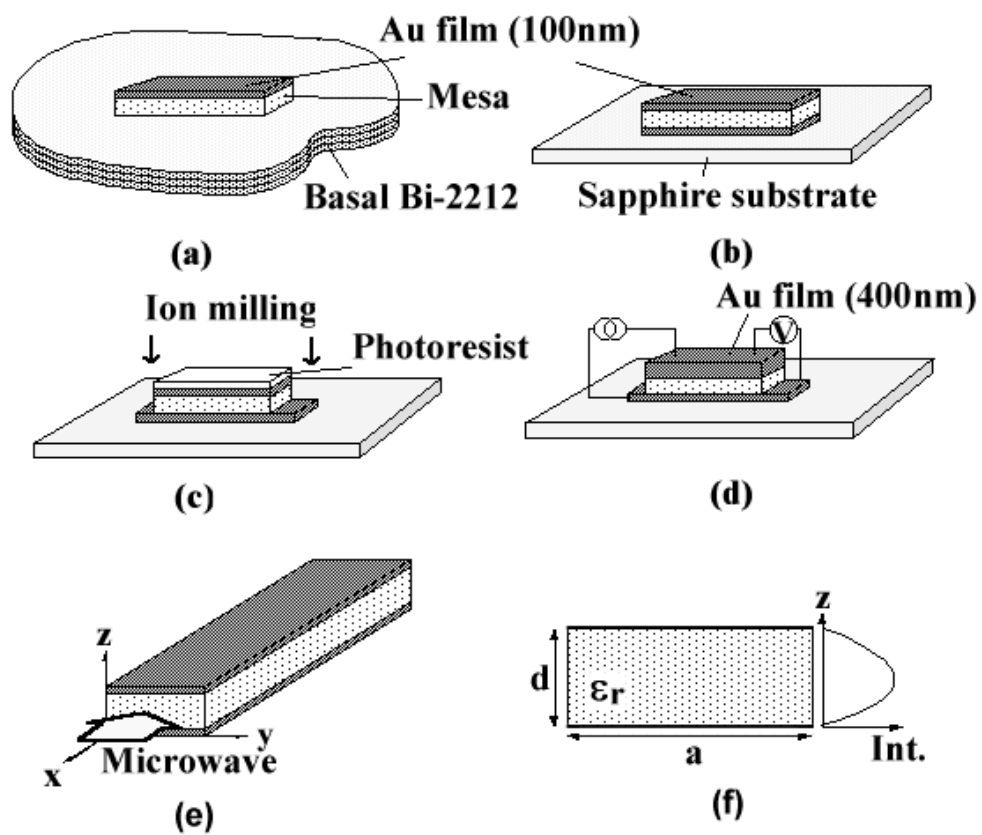 Au film (100nm)
Mesa
Basal Bi-2212
(a)
Sapphire substrate
(b)
Ion milling
Photoresist
(c)
Au film (400nm)
V
(d)
z
y
x
Microwave
(e)
z
d
εr
a
Int.
(f)